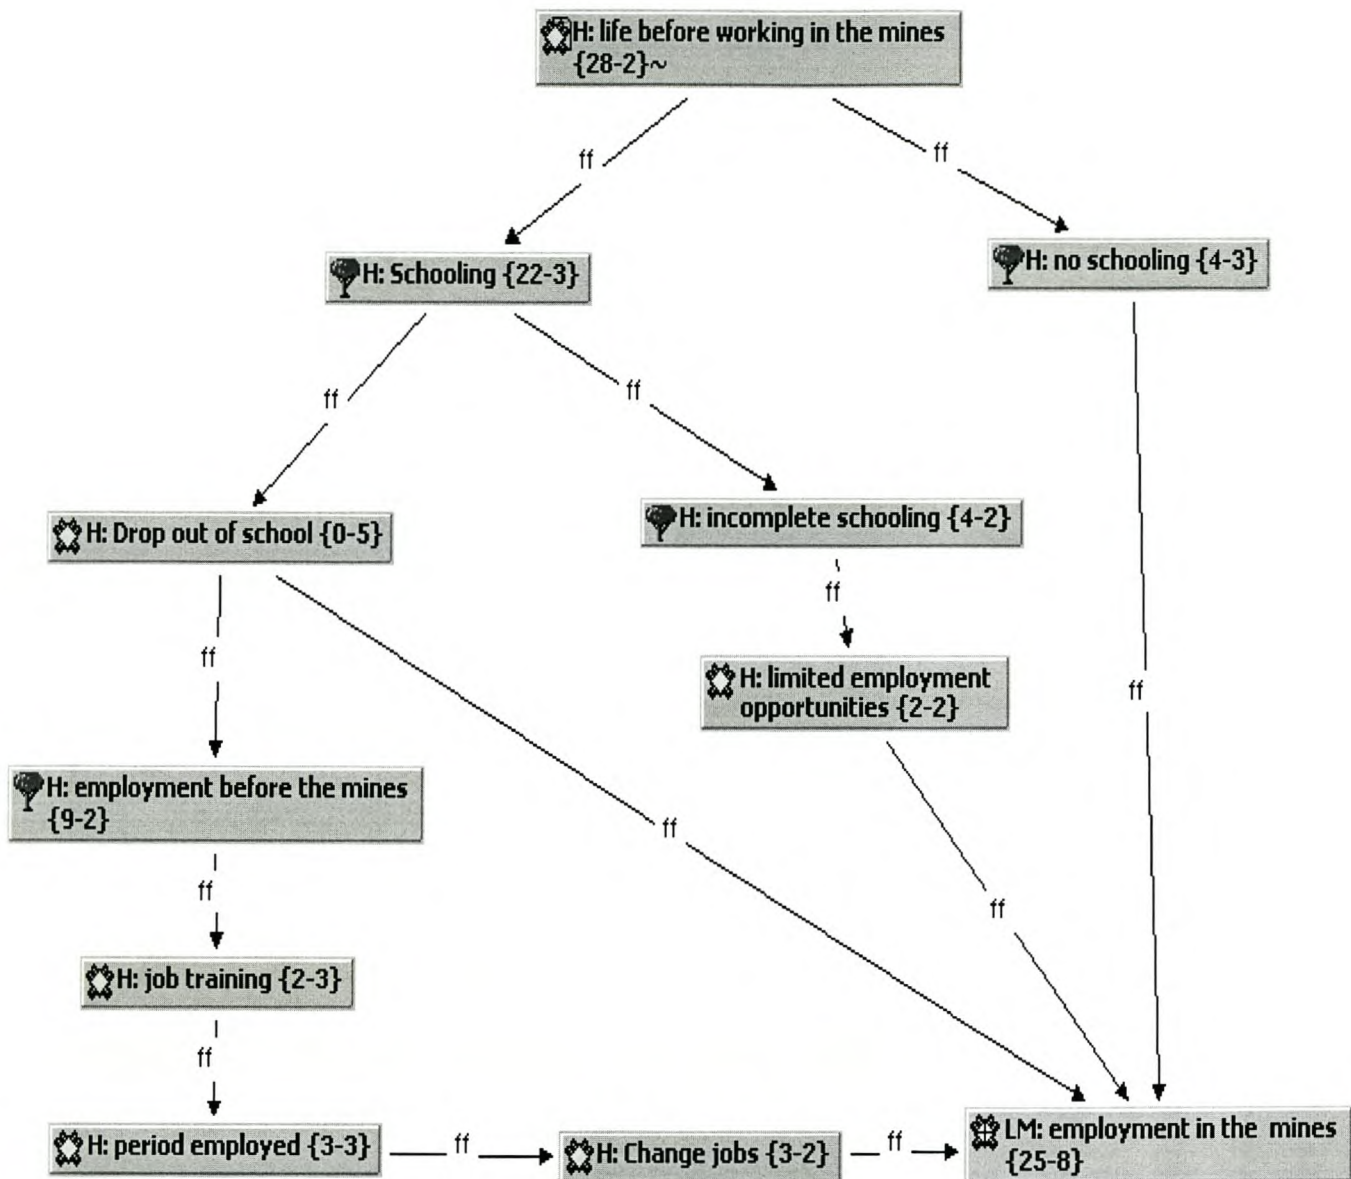 H: life before working in the mines
{28-2}~
ff
ff
H: Schooling {22-3}
H: no schooling {4-3}
ff
ff
H: Drop out of school {0-5}
H: incomplete schooling {4-2}
ff
ff
H: limited employment
opportunities {2-2}
ff
H: employment before the mines
{9-2}
ff
ff
ff
H: job training {2-3}
ff
H: period employed {3-3}
ff
H: Change jobs {3-2}
ff
LM: employment in the mines
{25-8}